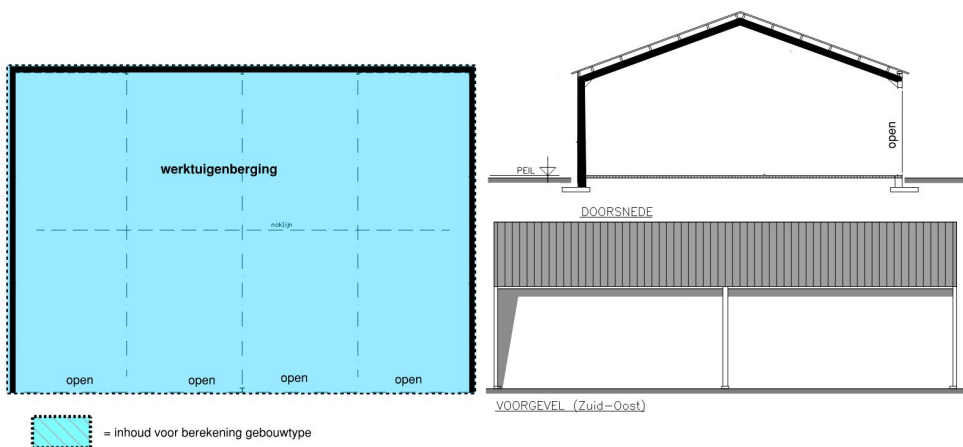 werktuigenberging
noklijn
open
open
open
open
= inhoud voor berekening gebouwtype
open
PEIL
DOORSNEDE
VOORGEVEL (Zuid-Oost)